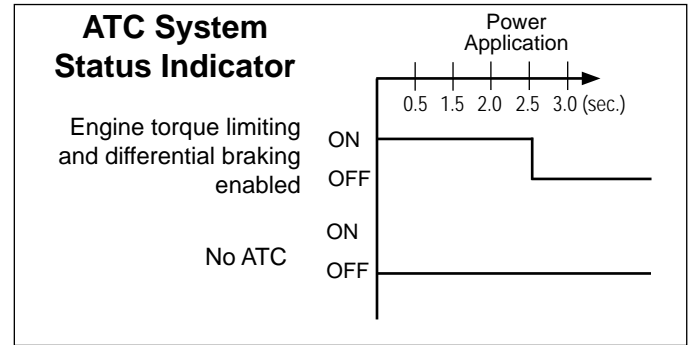 ATC System
Status Indicator
Power
Application
0.5 1.5 2.0 2.5 3.0 (sec.)
Engine torque limiting
and differential braking
enabled
ON
OFF
No ATC
ON
OFF